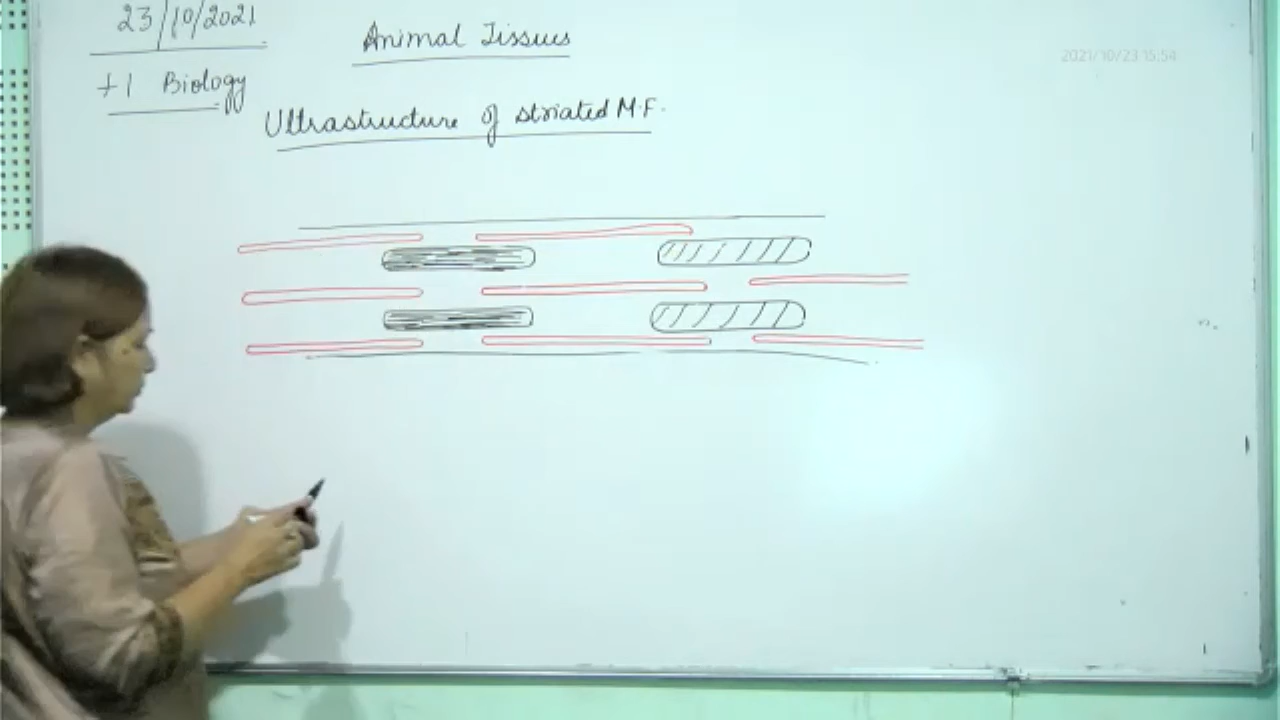 23/10/2021
Animal Tissues
2021/10/23 15:54
+1 Biology
Ultrastructure of striated M.F.